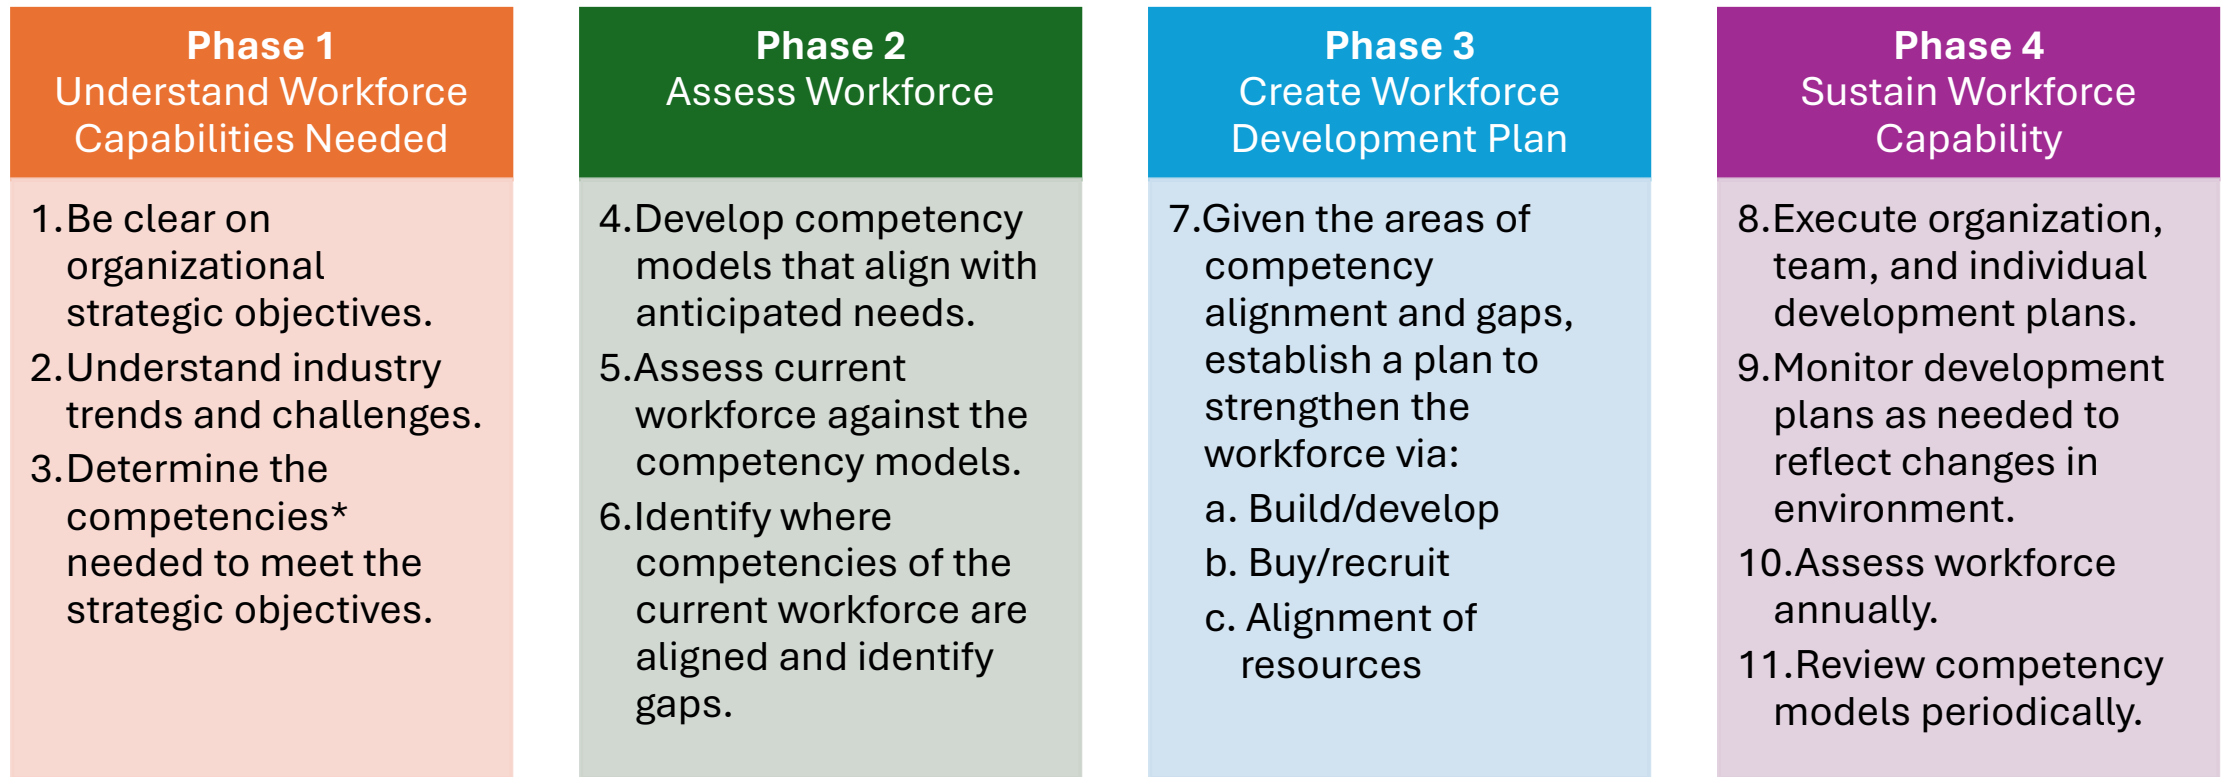 Phase 1
Understand Workforce
Capabilities Needed
1.Be clear on
organizational
strategic objectives.
2.Understand industry
trends and challenges.
3.Determine the
competencies*
needed to meet the
strategic objectives.
Phase 2
Assess Workforce
4.Develop competency
models that align with
anticipated needs.
5.Assess current
workforce against the
competency models.
6.Identify where
competencies of the
current workforce are
aligned and identify
gaps.
Phase 3
Create Workforce
Development Plan
7.Given the areas of
competency
alignment and gaps,
establish a plan to
strengthen the
workforce via:
a. Build/develop
b. Buy/recruit
c. Alignment of
resources
Phase 4
Sustain Workforce
Capability
8.Execute organization,
team, and individual
development plans.
9.Monitor development
plans as needed to
reflect changes in
environment.
10.Assess workforce
annually.
11.Review competency
models periodically.